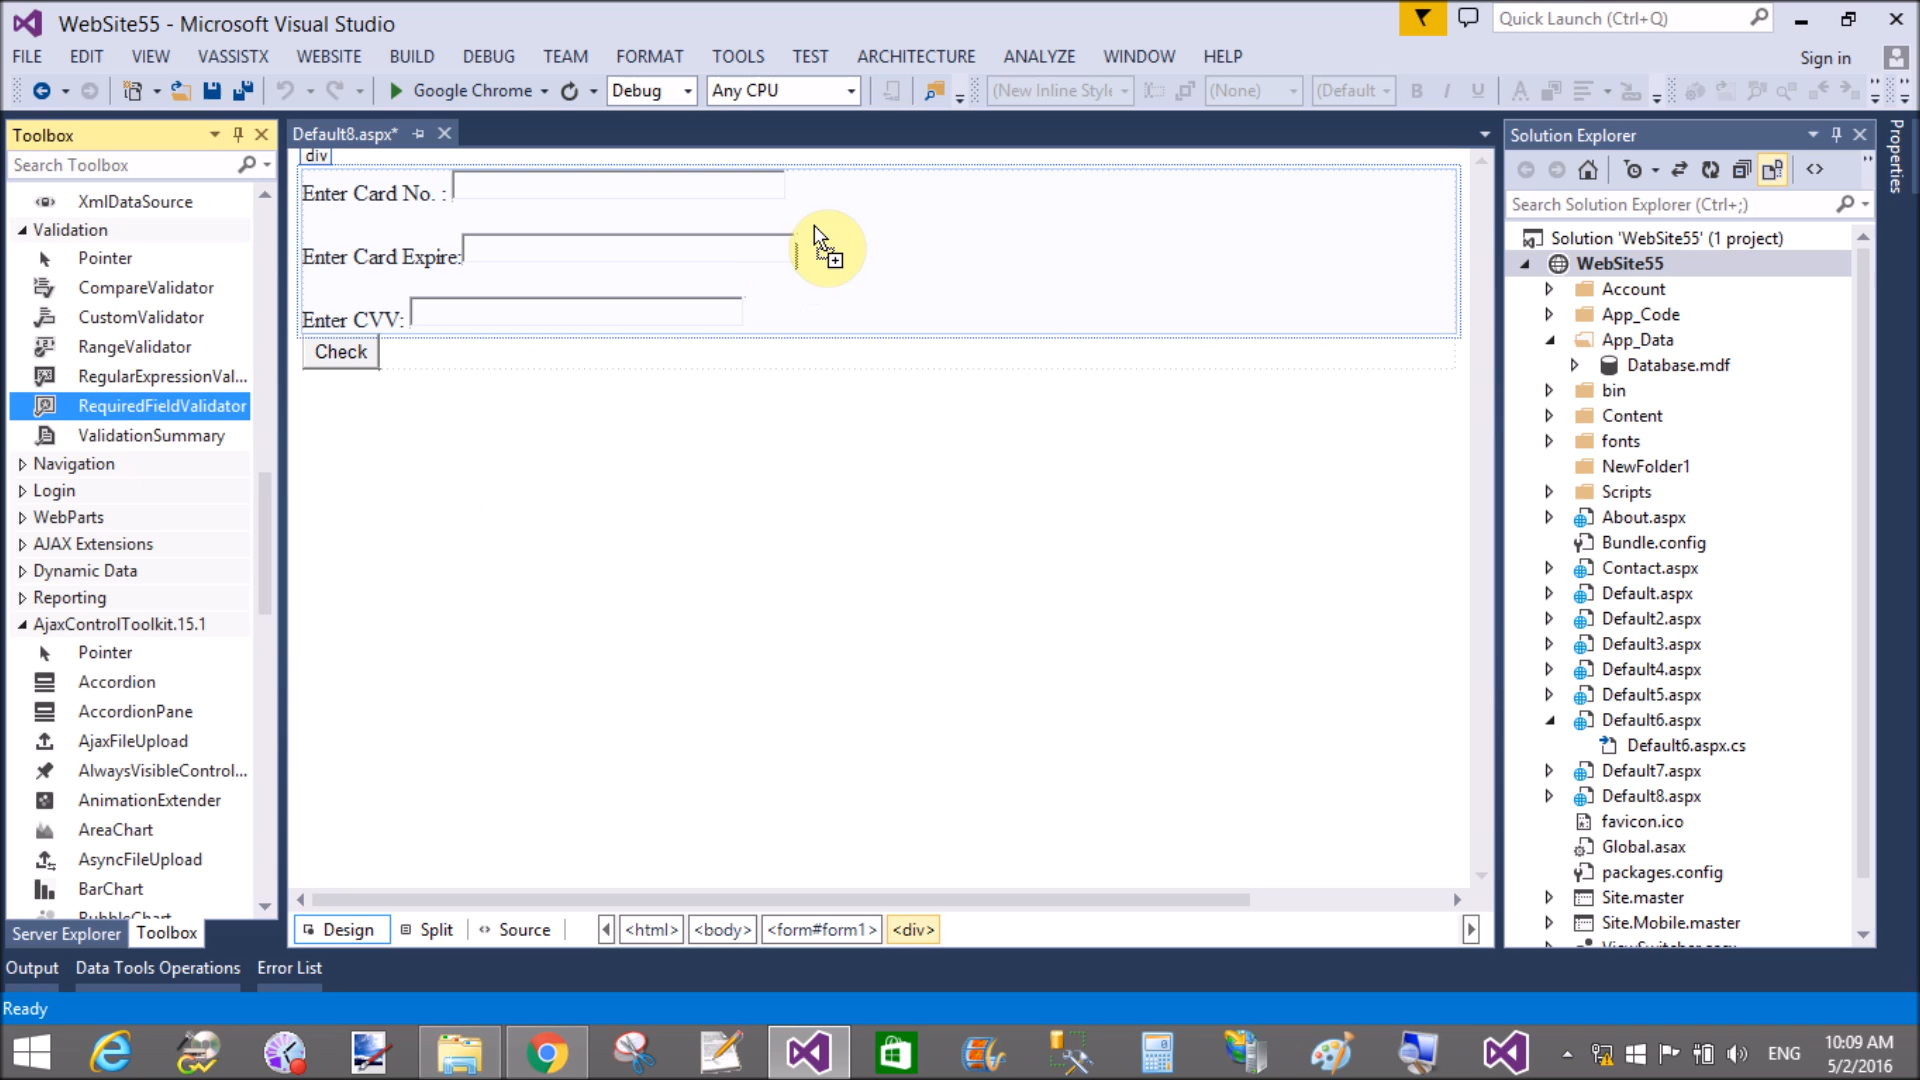 WebSite55 - Microsoft Visual Studio
Quick Launch (Ctrl+Q)
FILE EDIT VIEW VASSISTX WEBSITE BUILD DEBUG TEAM FORMAT TOOLS TEST ARCHITECTURE ANALYZE WINDOW HELP
Sign in
Google Chrome Debug Any CPU (New Inline Style (None) (Default B I U A
Toolbox
Search Toolbox
XmlDataSource
Validation
Pointer
CompareValidator
CustomValidator
RangeValidator
RegularExpressionVal...
RequiredFieldValidator
ValidationSummary
Navigation
Login
WebParts
AJAX Extensions
Dynamic Data
Reporting
AjaxControlToolkit.15.1
Pointer
Accordion
AccordionPane
AjaxFileUpload
AlwaysVisibleControl...
AnimationExtender
AreaChart
AsyncFileUpload
BarChart
Server Explorer Toolbox
Default8.aspx*
div
Enter Card No. :
Enter Card Expire:
Enter CVV:
Check
Design Split Source <html> <body> <form#form1> <div>
Solution Explorer
Search Solution Explorer (Ctrl+;)
Solution 'WebSite55' (1 project)
WebSite55
Account
App_Code
App_Data
Database.mdf
bin
Content
fonts
NewFolder1
Scripts
About.aspx
Bundle.config
Contact.aspx
Default.aspx
Default2.aspx
Default3.aspx
Default4.aspx
Default5.aspx
Default6.aspx
Default6.aspx.cs
Default7.aspx
Default8.aspx
favicon.ico
Global.asax
packages.config
Site.master
Site.Mobile.master
Properties
Output Data Tools Operations Error List
Ready
ENG
10:09 AM
5/2/2016